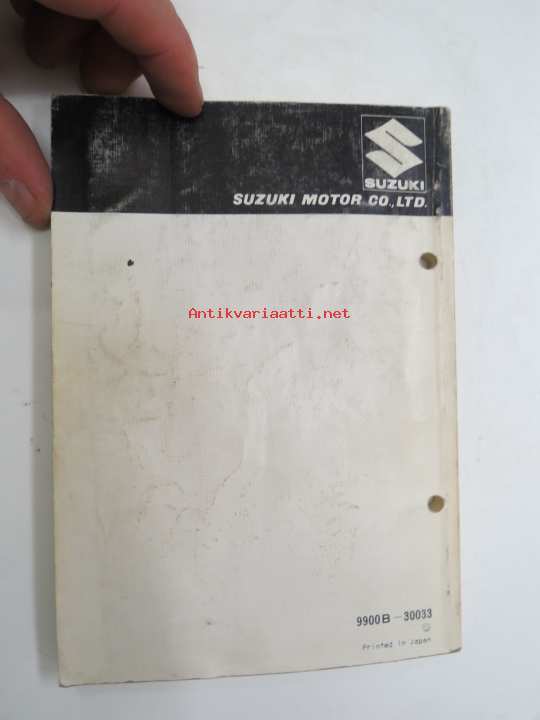 SUZUKI
SUZUKI MOTOR CO.,LTD.
Antikvariaatti.net
9900B-30033
Printed in Japan